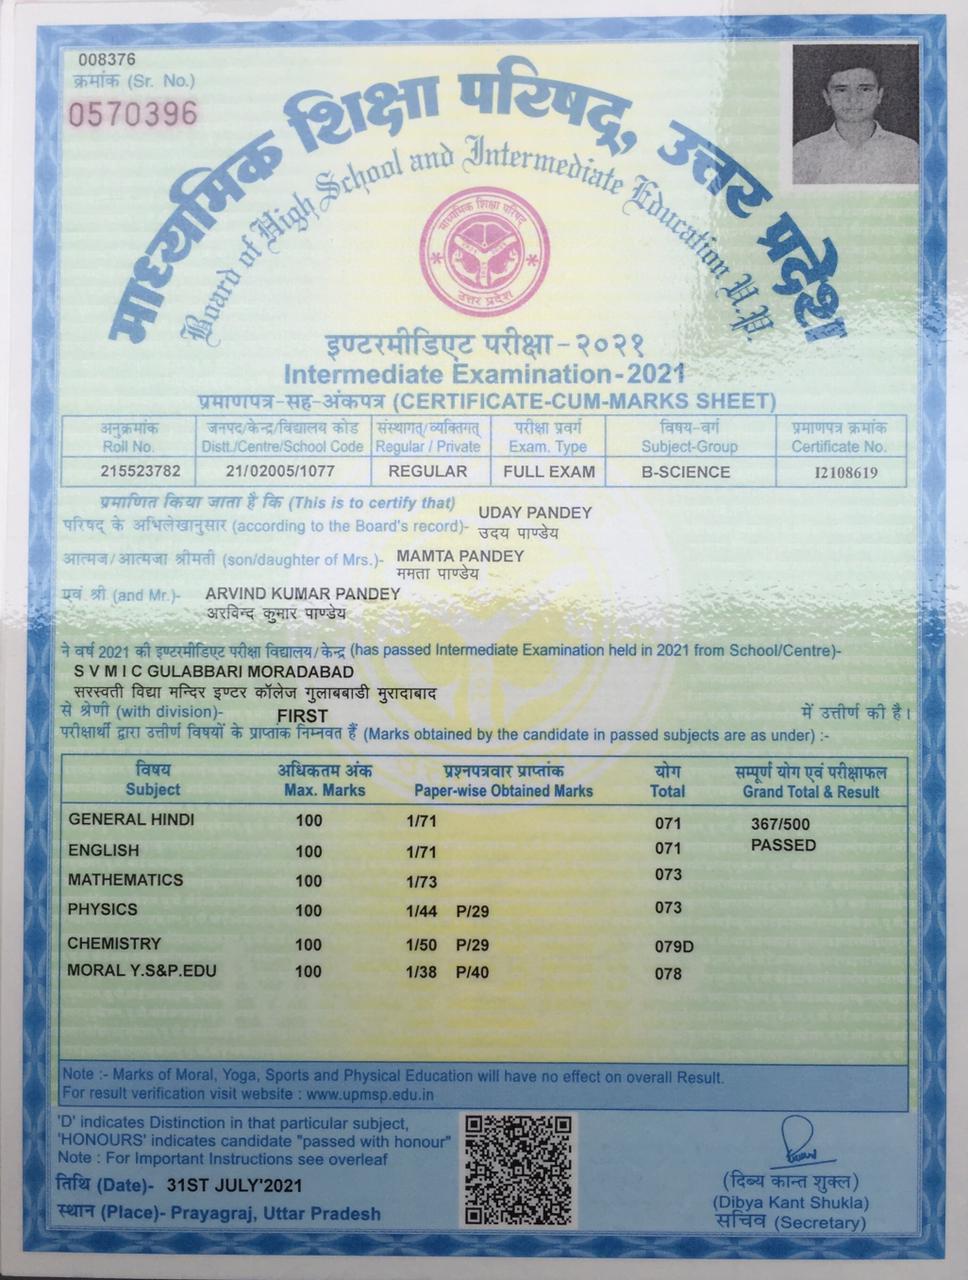 008376
क्रमांक (Sr. No.)
0570396
माध्यमिक शिक्षा परिषद्, उत्तर प्रदेश
Board of High School and Intermediate Education U.P.
माध्यमिक शिक्षा परिषद्
उत्तर प्रदेश
इण्टरमीडिएट परीक्षा - २०२१
Intermediate Examination-2021
प्रमाणपत्र-सह-अंकपत्र (CERTIFICATE-CUM-MARKS SHEET)
अनुक्रमांक जनपद/केन्द्र/विद्यालय कोड संस्थागत्/व्यक्तिगत् परीक्षा प्रवर्ग विषय-वर्ग प्रमाणपत्र क्रमांक
Roll No. Distt./Centre/School Code Regular / Private Exam. Type Subject-Group Certificate No.
215523782 21/02005/1077 REGULAR FULL EXAM B-SCIENCE I2108619
प्रमाणित किया जाता है कि (This is to certify that)
परिषद के अभिलेखानुसार (according to the Board's record)- UDAY PANDEY
उदय पाण्डेय
आत्मज/आत्मजा श्रीमती (son/daughter of Mrs.)- MAMTA PANDEY
ममता पाण्डेय
एवं श्री (and Mr.)- ARVIND KUMAR PANDEY
अरविन्द कुमार पाण्डेय
ने वर्ष 2021 की इण्टरमीडिएट परीक्षा विद्यालय/केन्द्र (has passed Intermediate Examination held in 2021 from School/Centre)-
S V M I C GULABBARI MORADABAD
सरस्वती विद्या मन्दिर इण्टर कॉलेज गुलाबबाडी मुरादाबाद
से श्रेणी (with division)- FIRST में उत्तीर्ण की है।
परीक्षार्थी द्वारा उत्तीर्ण विषयों के प्राप्तांक निम्नवत हैं (Marks obtained by the candidate in passed subjects are as under) :-
विषय अधिकतम अंक प्रश्नपत्रवार प्राप्तांक योग सम्पूर्ण योग एवं परीक्षाफल
Subject Max. Marks Paper-wise Obtained Marks Total Grand Total & Result
GENERAL HINDI 100 1/71 071 367/500
ENGLISH 100 1/71 071 PASSED
MATHEMATICS 100 1/73 073
PHYSICS 100 1/44 P/29 073
CHEMISTRY 100 1/50 P/29 079D
MORAL Y.S&P.EDU 100 1/38 P/40 078
Note :- Marks of Moral, Yoga, Sports and Physical Education will have no effect on overall Result.
For result verification visit website : www.upmsp.edu.in
'D' indicates Distinction in that particular subject,
'HONOURS' indicates candidate "passed with honour"
Note : For Important Instructions see overleaf
तिथि (Date)- 31ST JULY'2021
स्थान (Place)- Prayagraj, Uttar Pradesh
(दिब्य कान्त शुक्ल)
(Dibya Kant Shukla)
सचिव (Secretary)